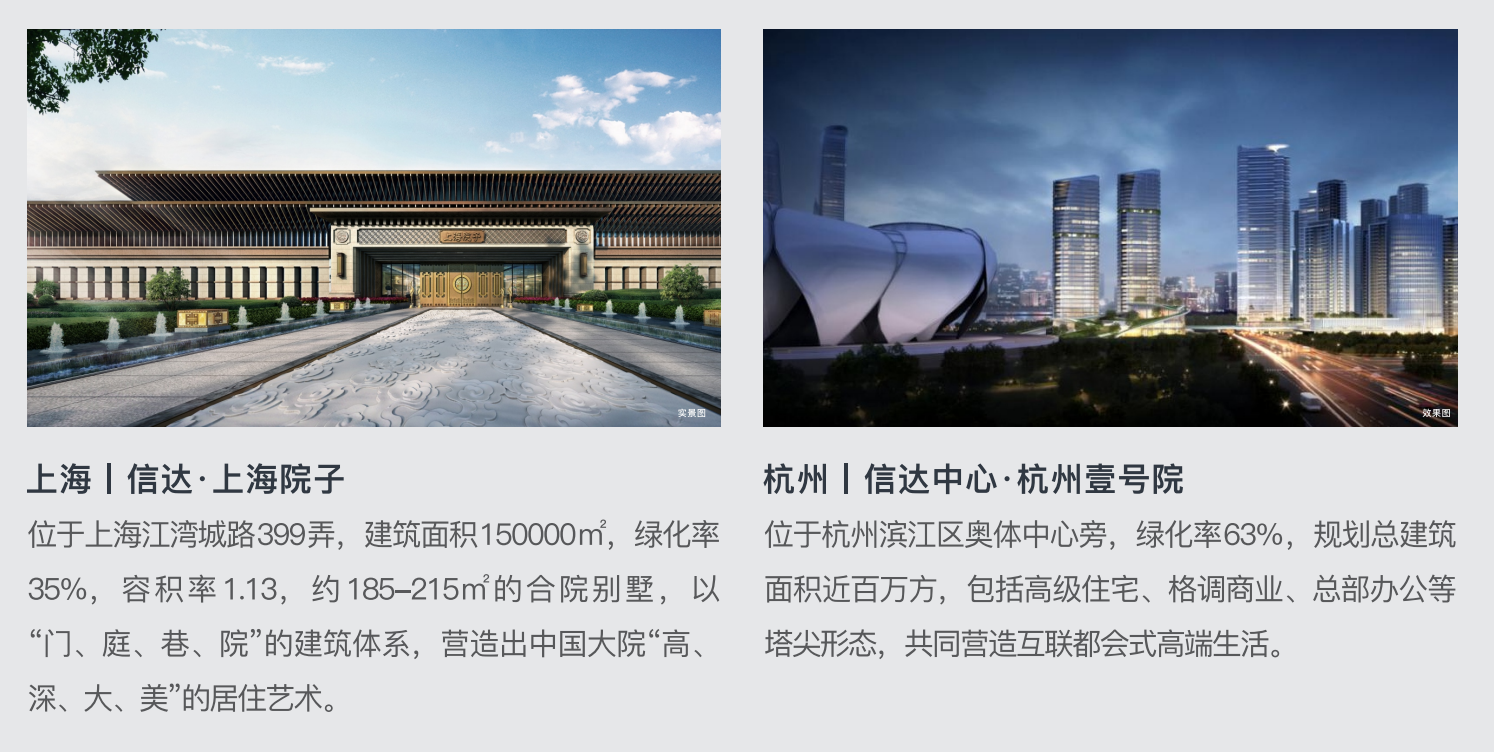 上海院子
实景图
上海 | 信达·上海院子
位于上海江湾城路399弄，建筑面积150000㎡，绿化率
35%，容积率1.13，约185–215㎡的合院别墅，以
“门、庭、巷、院”的建筑体系，营造出中国大院“高、
深、大、美”的居住艺术。
效果图
杭州 | 信达中心·杭州壹号院
位于杭州滨江区奥体中心旁，绿化率63%，规划总建筑
面积近百万方，包括高级住宅、格调商业、总部办公等
塔尖形态，共同营造互联都会式高端生活。